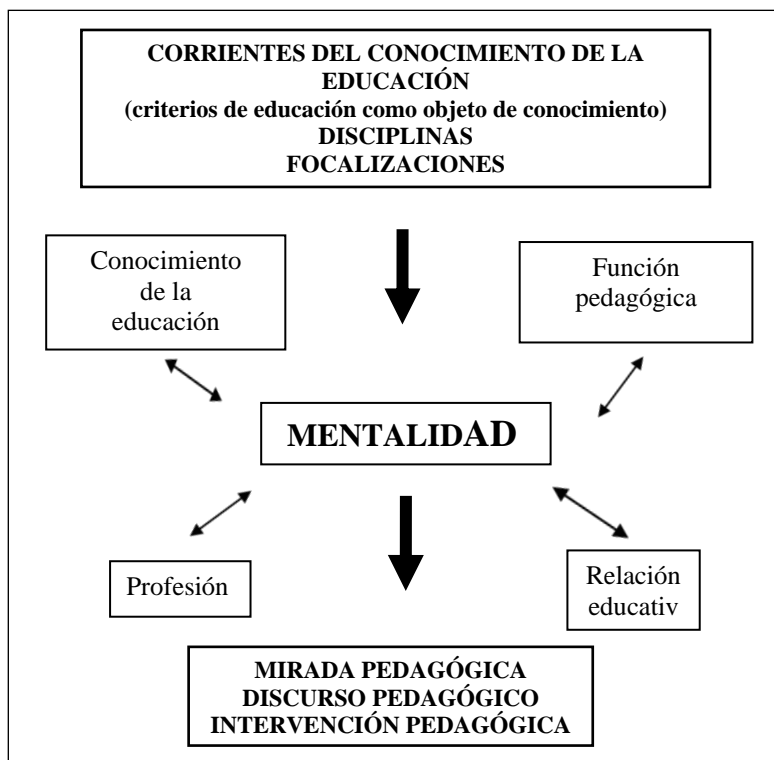 CORRIENTES DEL CONOCIMIENTO DE LA
EDUCACIÓN
(criterios de educación como objeto de conocimiento)
DISCIPLINAS
FOCALIZACIONES
Conocimiento
de la
educación
Función
pedagógica
MENTALIDAD
Profesión
Relación
educativ
MIRADA PEDAGÓGICA
DISCURSO PEDAGÓGICO
INTERVENCIÓN PEDAGÓGICA